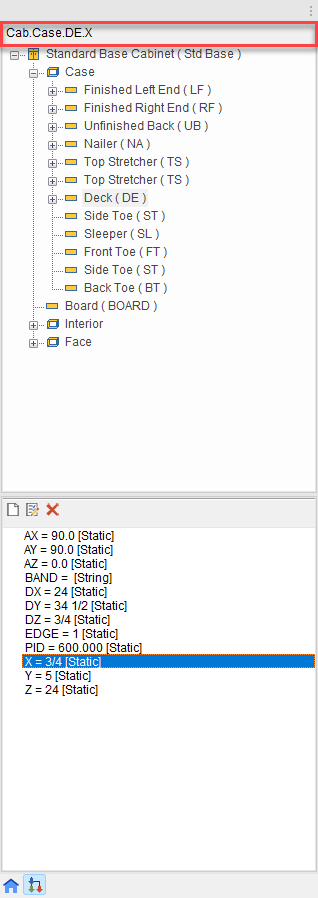 Cab.Case.DE.X
Standard Base Cabinet ( Std Base )
Case
Finished Left End ( LF )
Finished Right End ( RF )
Unfinished Back ( UB )
Nailer ( NA )
Top Stretcher ( TS )
Top Stretcher ( TS )
Deck ( DE )
Side Toe ( ST )
Sleeper ( SL )
Front Toe ( FT )
Side Toe ( ST )
Back Toe ( BT )
Board ( BOARD )
Interior
Face
AX = 90.0 [Static]
AY = 90.0 [Static]
AZ = 0.0 [Static]
BAND =  [String]
DX = 24 [Static]
DY = 34 1/2 [Static]
DZ = 3/4 [Static]
EDGE = 1 [Static]
PID = 600.000 [Static]
X = 3/4 [Static]
Y = 5 [Static]
Z = 24 [Static]